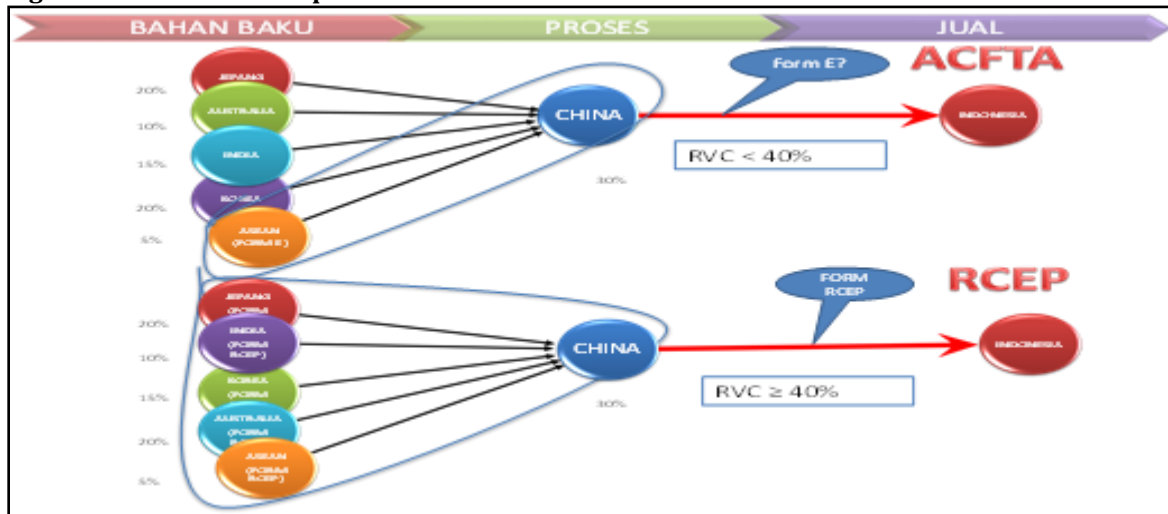 BAHAN BAKU
PROSES
JUAL
ACFTA
Form E?
JEPANG
20%
AUSTRALIA
10%
INDIA
15%
KOREA
20%
ASEAN
(FORM E)
5%
CHINA
30%
RVC < 40%
INDONESIA
RCEP
FORM
RCEP
JEPANG
(FORM
20%
INDIA
(FORM
RCEP)
10%
KOREA
(FORM
15%
AUSTRALIA
(FORM
20%
ASEAN
(FORM
RCEP)
5%
CHINA
30%
RVC ≥ 40%
INDONESIA